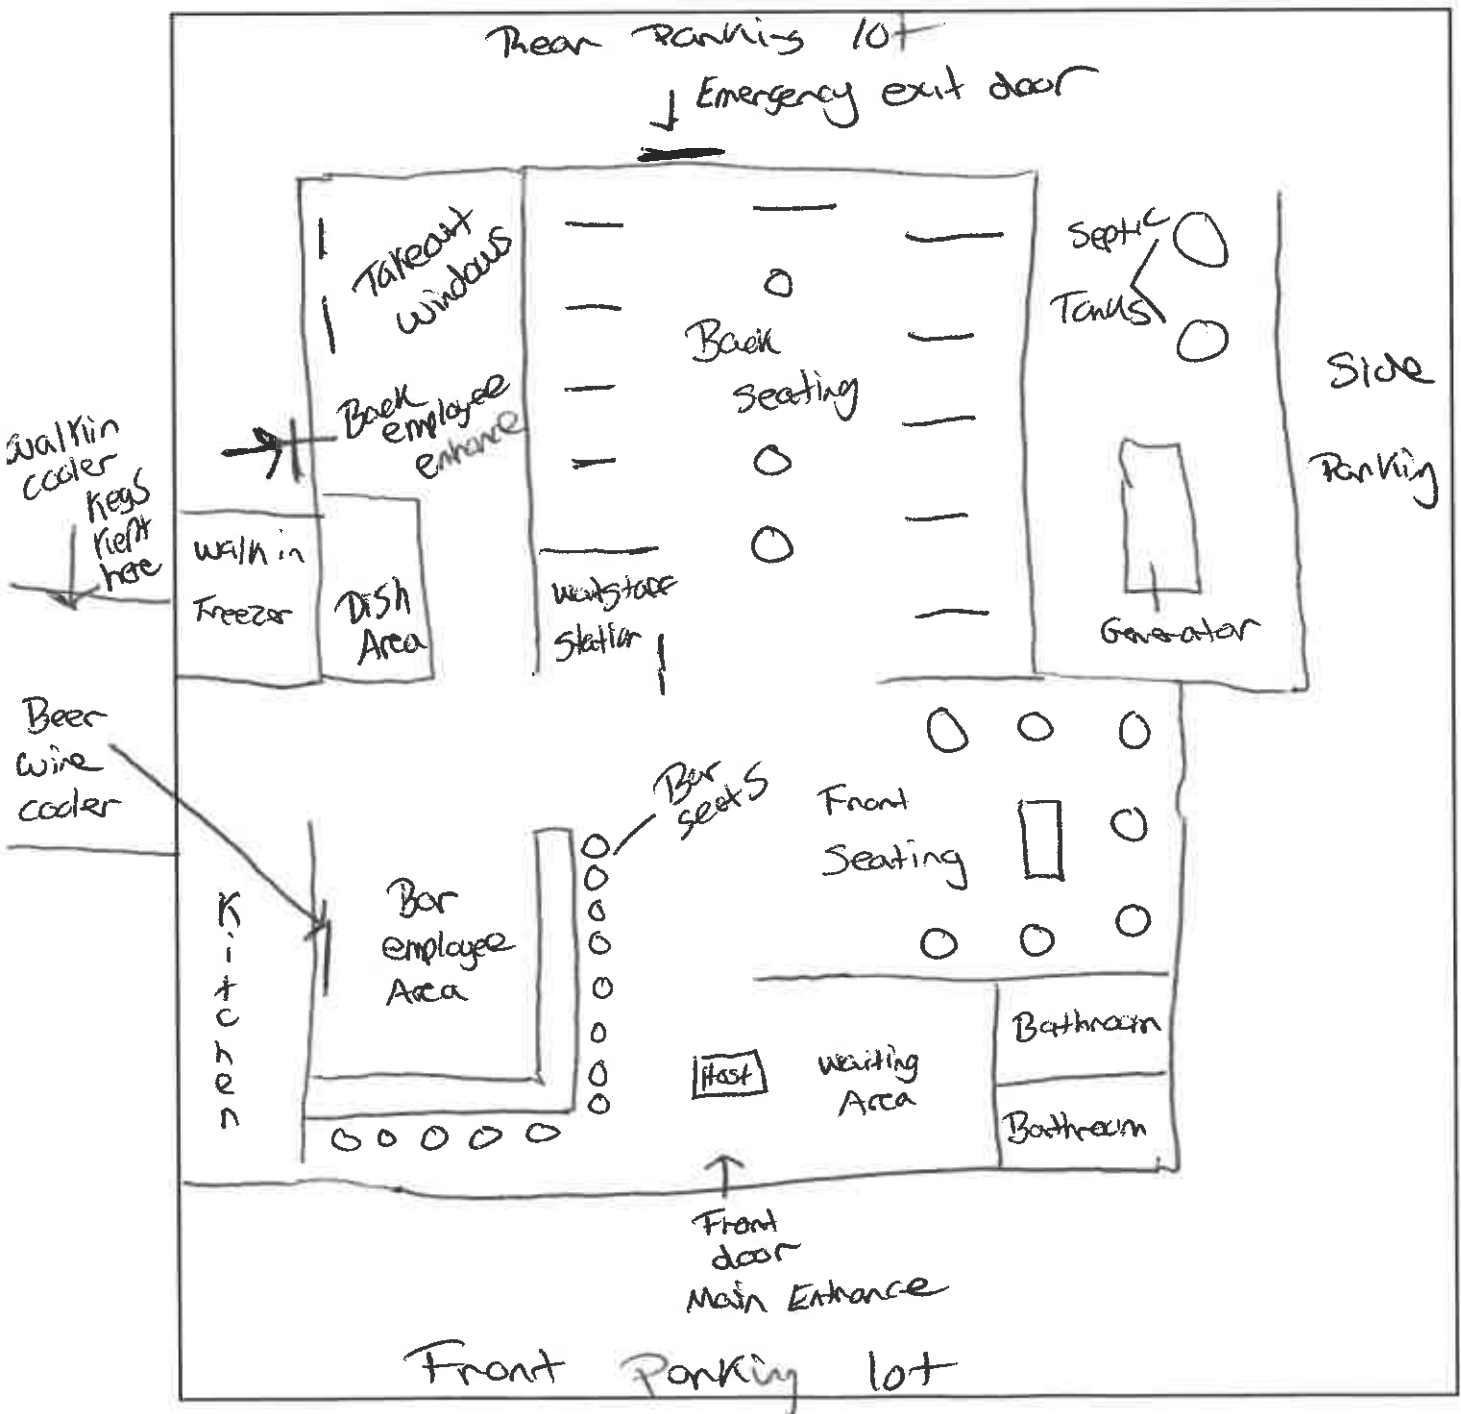 Rear Parking lot
Emergency exit door
Takeout
windows
Septic
Tanks
Back
seating
Side
Parking
Back
employee
entrance
walkin
cooler
Keys
Kept
here
walk in
Freezer
Dish
Area
waitstaff
station
Generator
Beer
wine
cooler
Bar
seats
Front
Seating
Kitchen
Bar
employee
Area
Host
waiting
Area
Bathroom
Bathroom
Front
door
Main Entrance
Front Parking lot